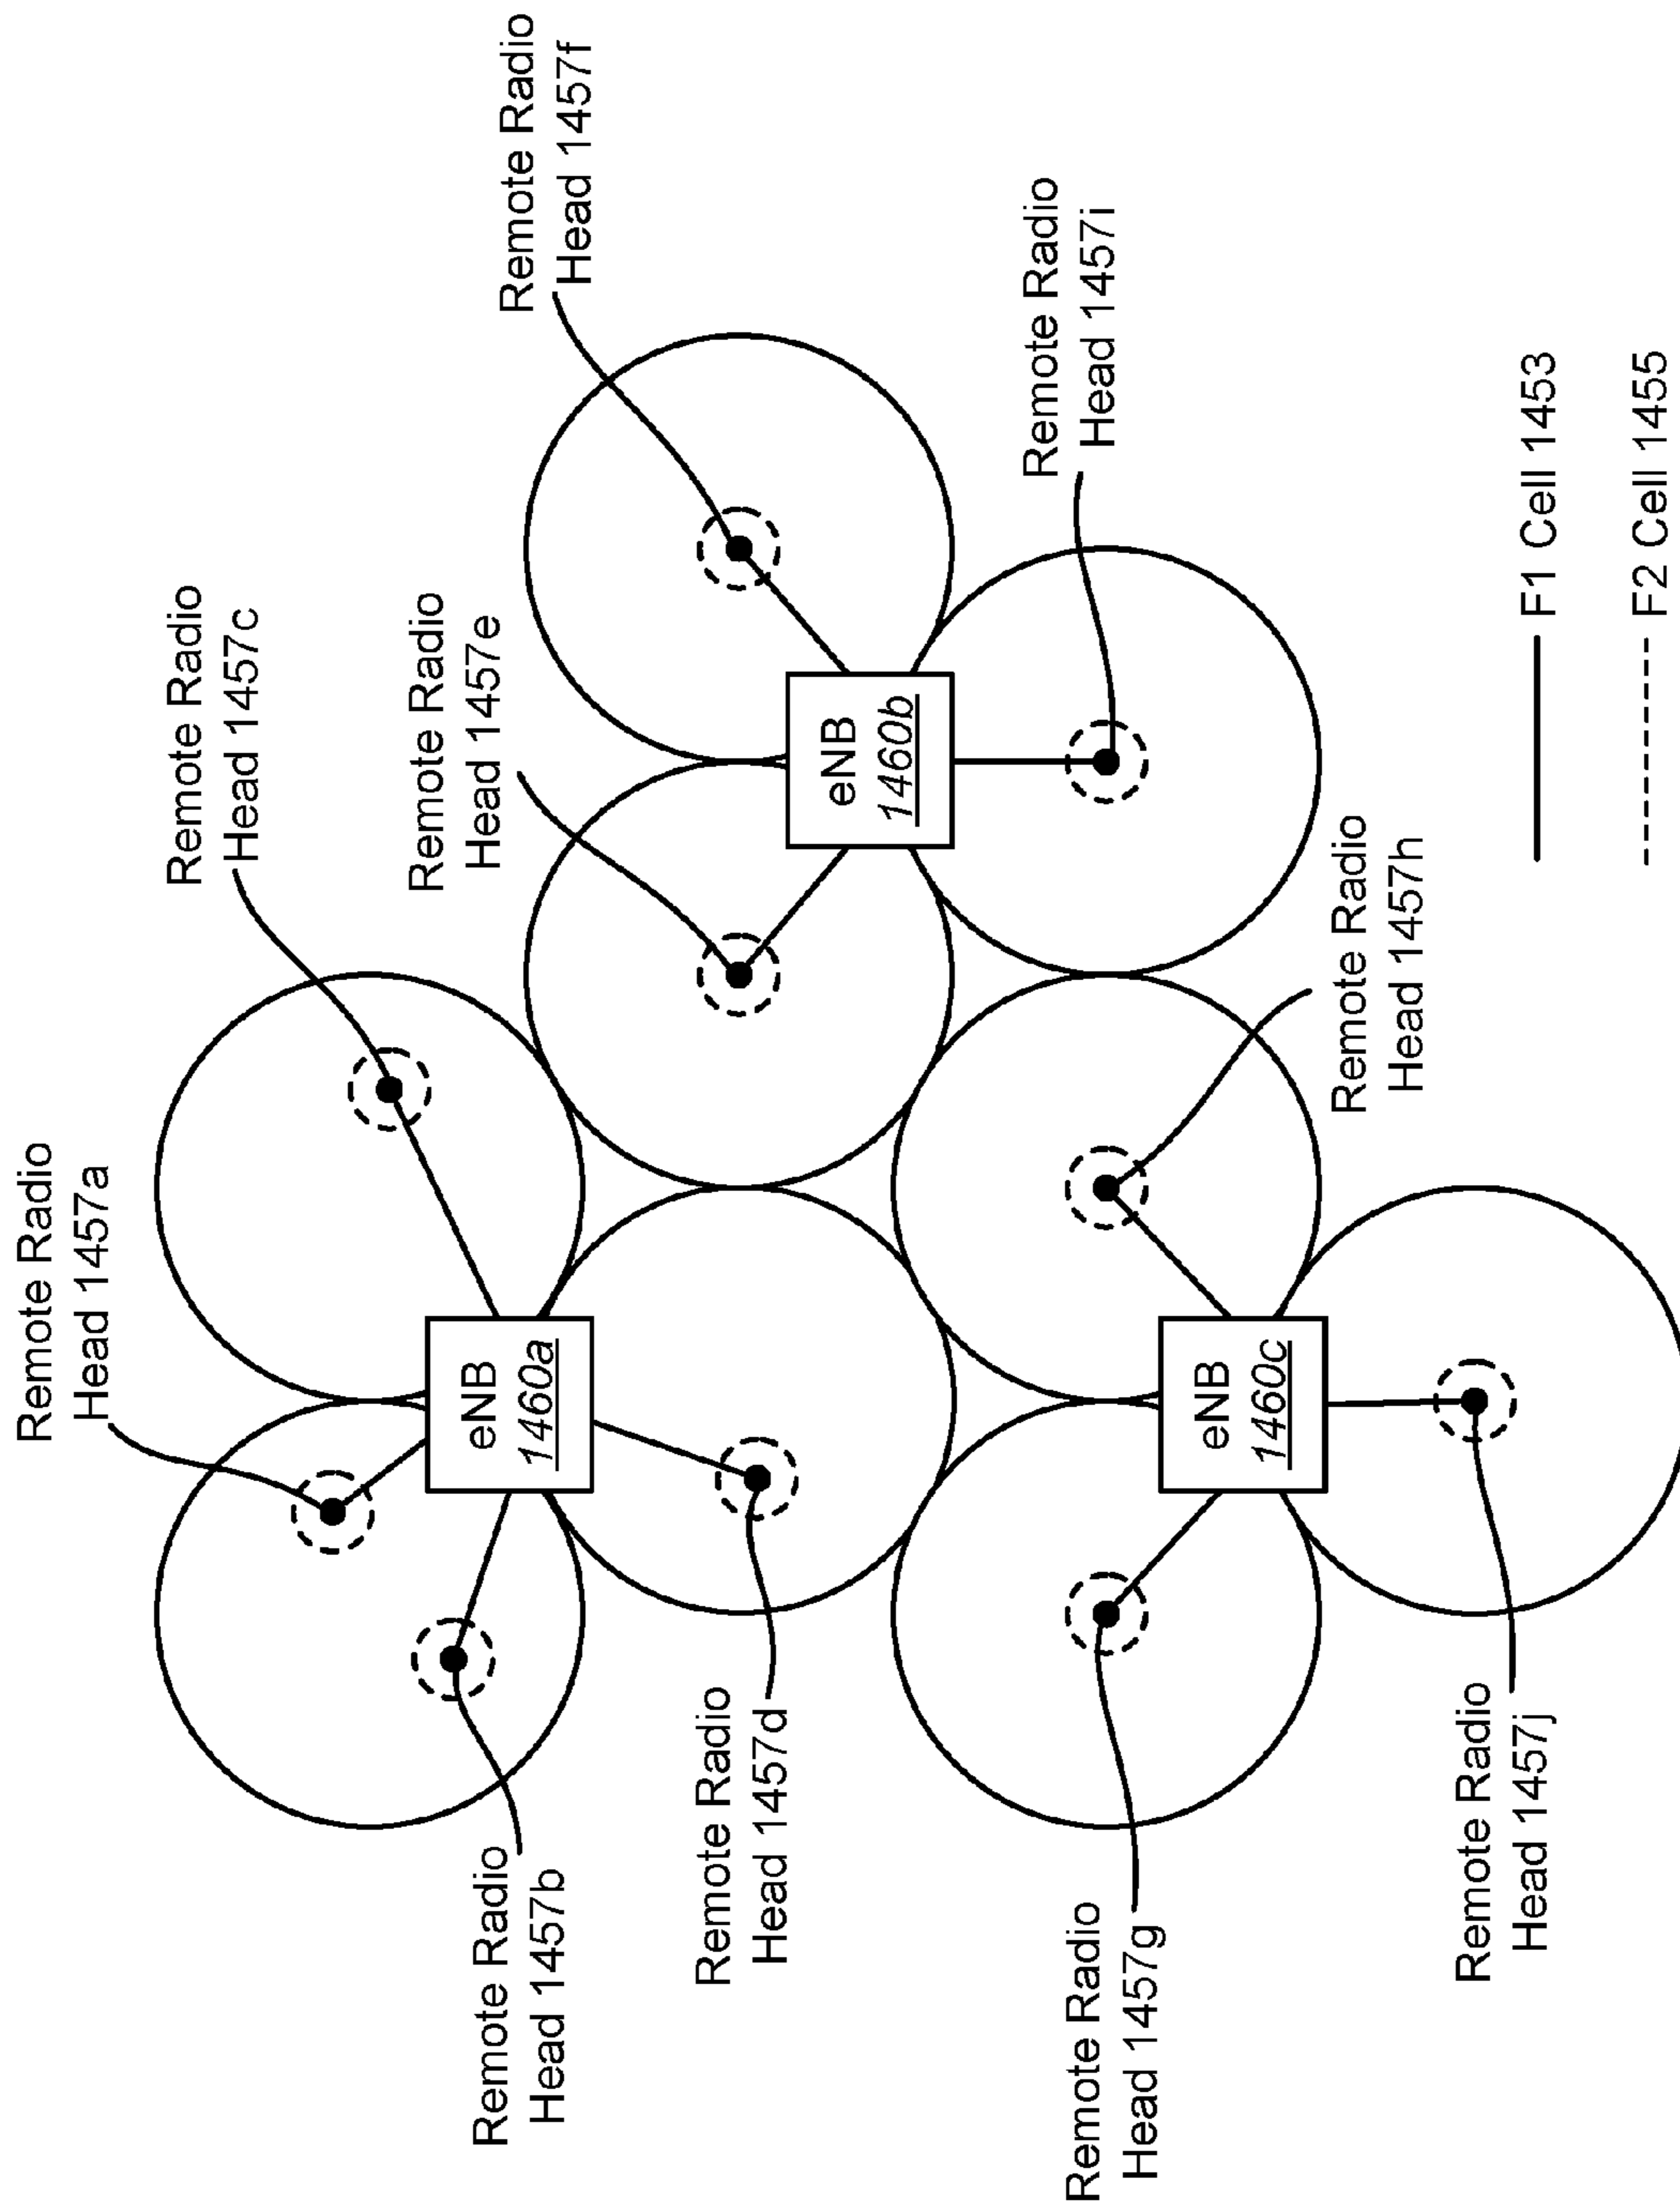 Remote Radio
Head 1457a
Remote Radio
Head 1457c
Remote Radio
Head 1457e
Remote Radio
Head 1457f
Remote Radio
Head 1457b
eNB
1460a
Remote Radio
Head 1457d
eNB
1460b
Remote Radio
Head 1457i
Remote Radio
Head 1457g
eNB
1460c
Remote Radio
Head 1457h
Remote Radio
Head 1457j
F1 Cell 1453
F2 Cell 1455